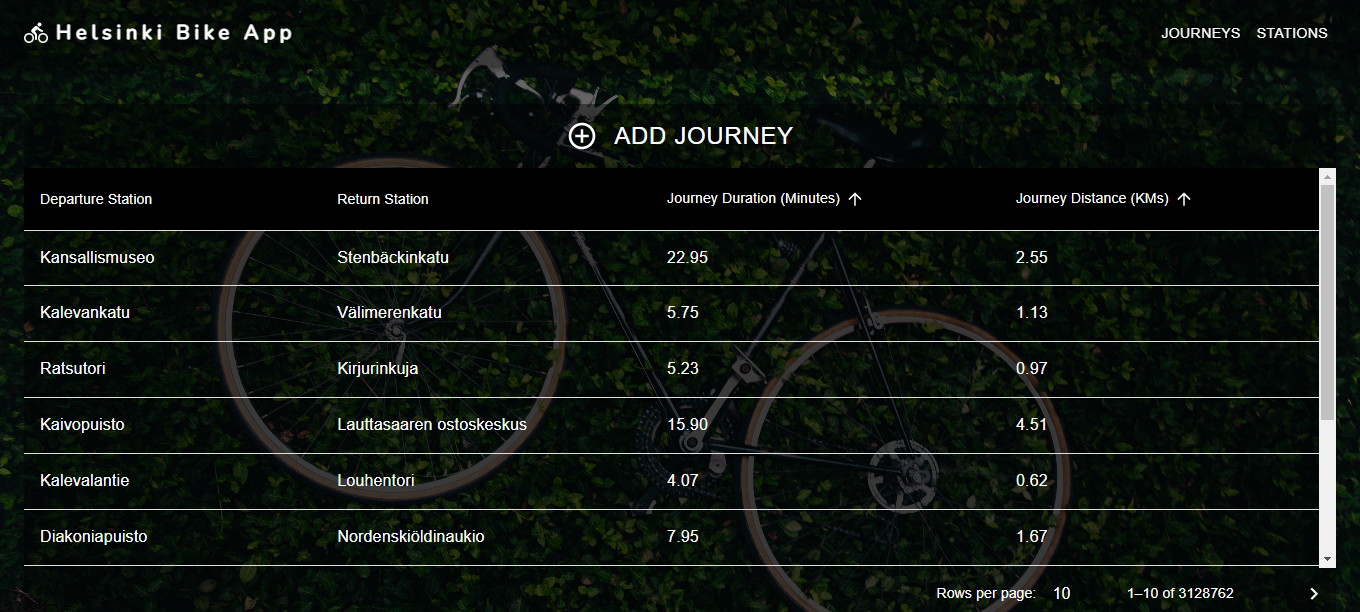 Helsinki Bike App JOURNEYS STATIONS
ADD JOURNEY
Departure Station Return Station Journey Duration (Minutes) Journey Distance (KMs)
Kansallismuseo Stenbäckinkatu 22.95 2.55
Kalevankatu Välimerenkatu 5.75 1.13
Ratsutori Kirjurinkuja 5.23 0.97
Kaivopuisto Lauttasaaren ostoskeskus 15.90 4.51
Kalevalantie Louhentori 4.07 0.62
Diakoniapuisto Nordenskiöldinaukio 7.95 1.67
Rows per page: 10 1–10 of 3128762